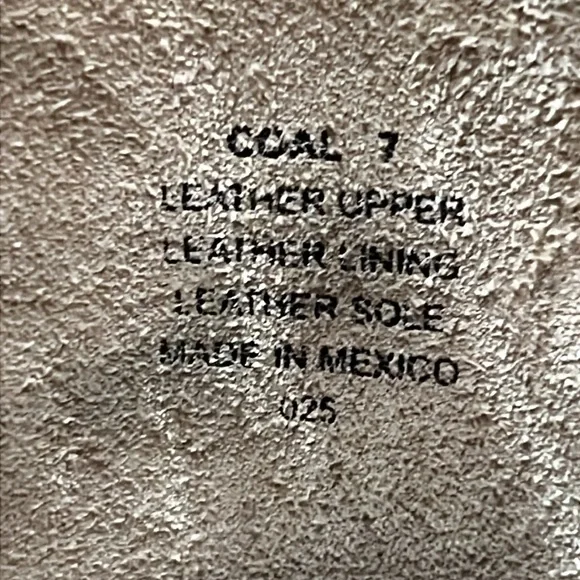 COAL 7
LEATHER UPPER
LEATHER LINING
LEATHER SOLE
MADE IN MEXICO
025